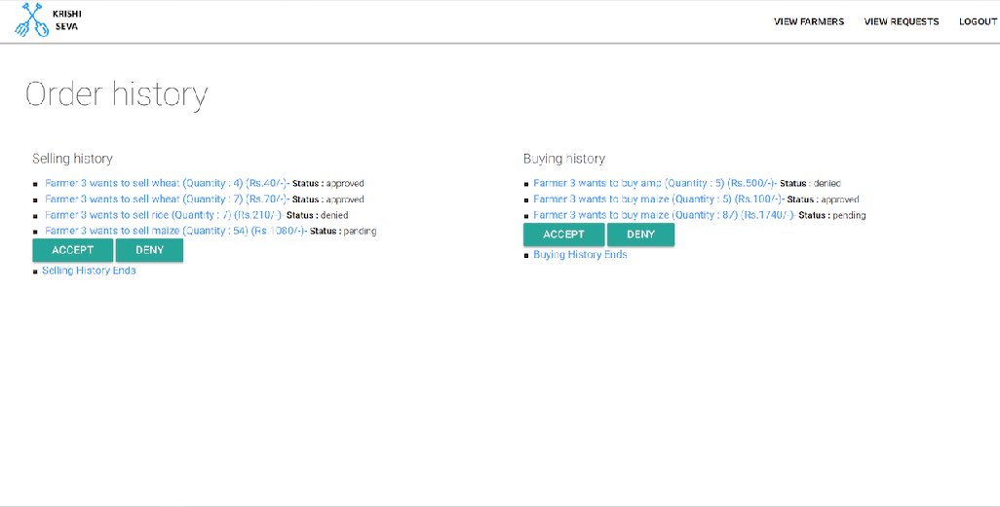 KRISHI
SEVA
VIEW FARMERS VIEW REQUESTS LOGOUT
Order history
Selling history
Farmer 3 wants to sell wheat (Quantity : 4) (Rs.40/-)- Status : approved
Farmer 3 wants to sell wheat (Quantity : 7) (Rs.70/-)- Status : approved
Farmer 3 wants to sell rice (Quantity : 7) (Rs.210/-)- Status : denied
Farmer 3 wants to sell maize (Quantity : 54) (Rs.1080/-)- Status : pending
ACCEPT DENY
Selling History Ends
Buying history
Farmer 3 wants to buy amp (Quantity : 5) (Rs.500/-)- Status : denied
Farmer 3 wants to buy maize (Quantity : 5) (Rs.100/-)- Status : approved
Farmer 3 wants to buy maize (Quantity : 87) (Rs.1740/-)- Status : pending
ACCEPT DENY
Buying History Ends